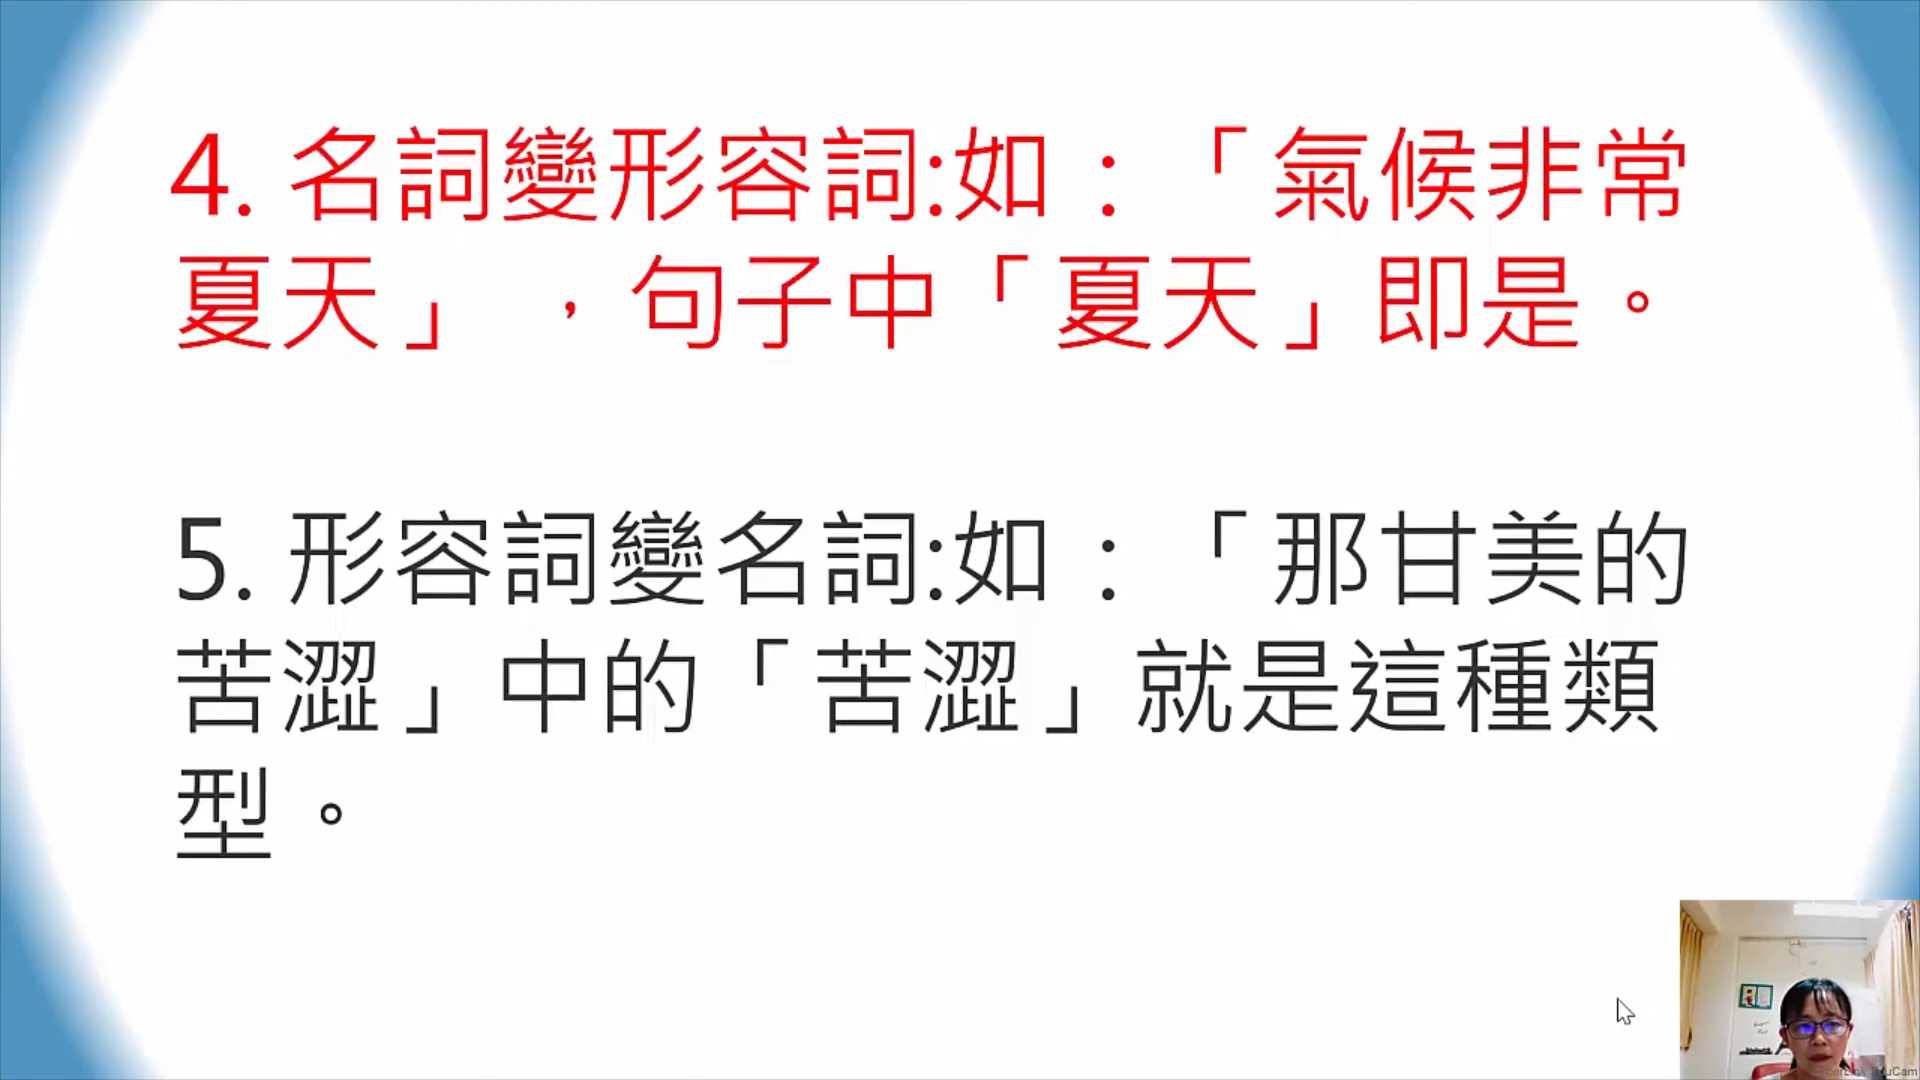 4. 名詞變形容詞:如：「氣候非常
夏天」，句子中「夏天」即是。
5. 形容詞變名詞:如：「那甘美的
苦澀」中的「苦澀」就是這種類
型。